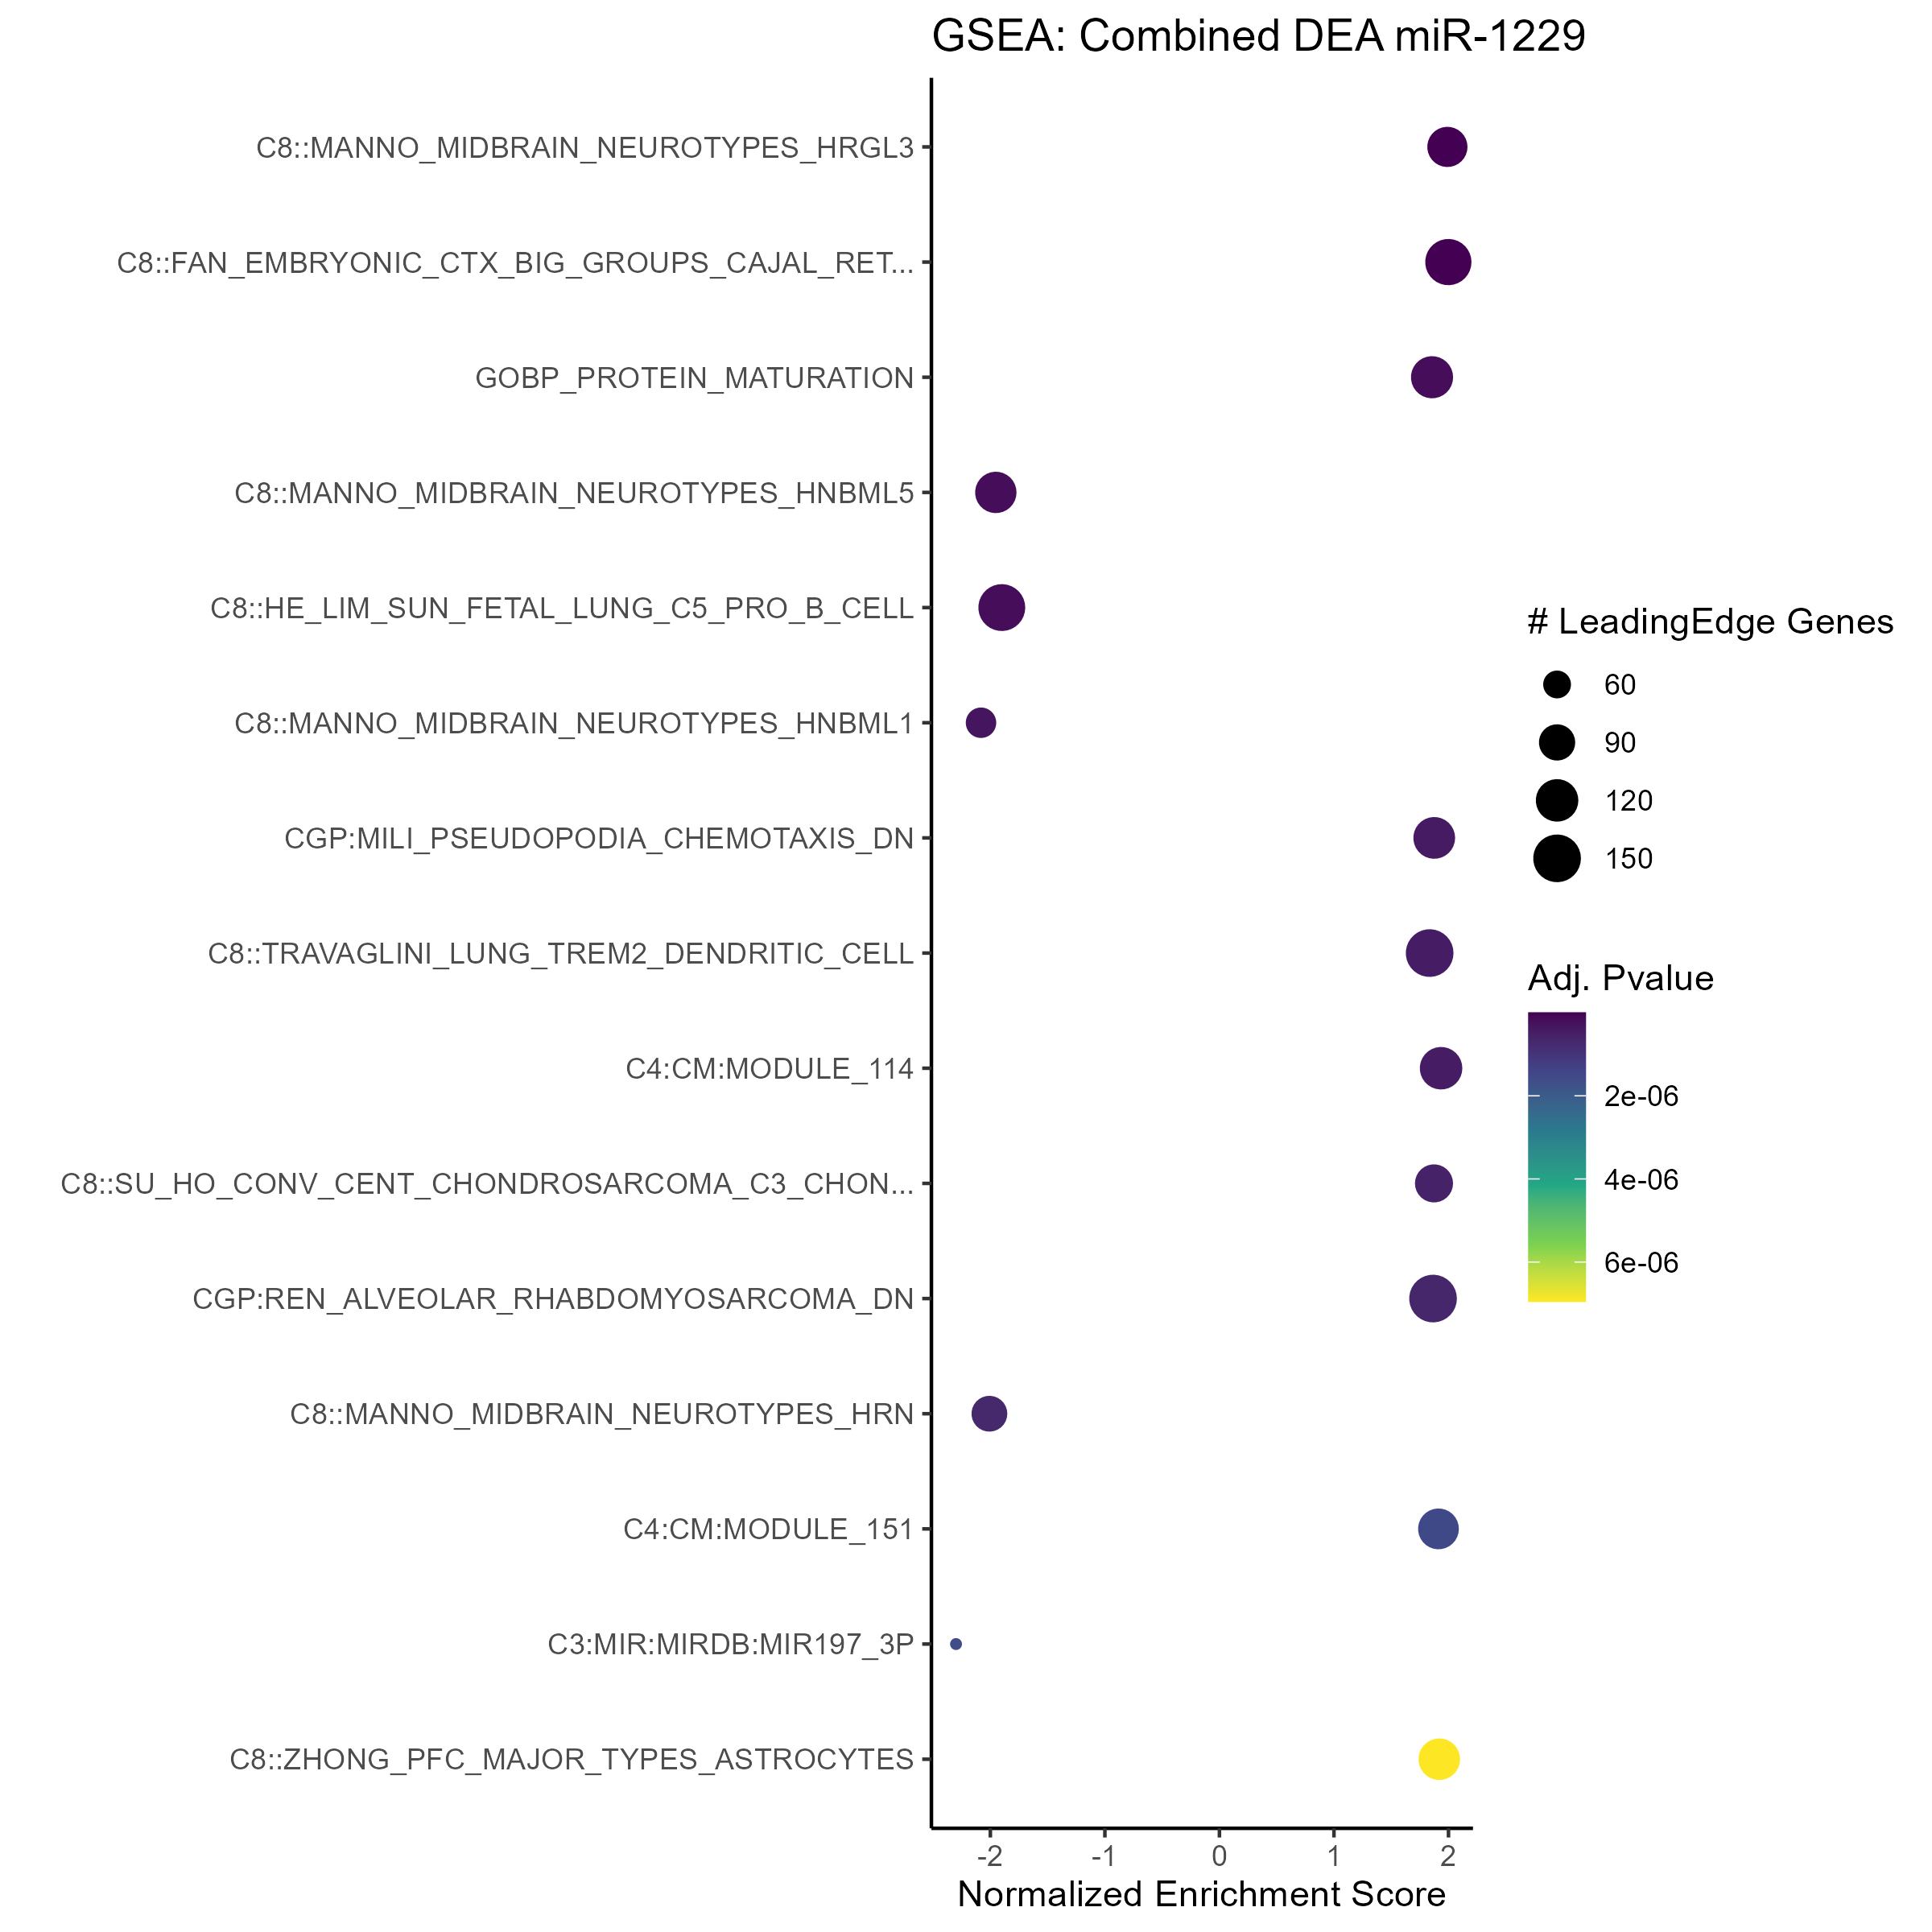 GSEA: Combined DEA miR-1229
C8::MANNO_MIDBRAIN_NEUROTYPES_HRGL3
C8::FAN_EMBRYONIC_CTX_BIG_GROUPS_CAJAL_RET...
GOBP_PROTEIN_MATURATION
C8::MANNO_MIDBRAIN_NEUROTYPES_HNBML5
C8::HE_LIM_SUN_FETAL_LUNG_C5_PRO_B_CELL
C8::MANNO_MIDBRAIN_NEUROTYPES_HNBML1
CGP:MILI_PSEUDOPODIA_CHEMOTAXIS_DN
C8::TRAVAGLINI_LUNG_TREM2_DENDRITIC_CELL
C4:CM:MODULE_114
C8::SU_HO_CONV_CENT_CHONDROSARCOMA_C3_CHON...
CGP:REN_ALVEOLAR_RHABDOMYOSARCOMA_DN
C8::MANNO_MIDBRAIN_NEUROTYPES_HRN
C4:CM:MODULE_151
C3:MIR:MIRDB:MIR197_3P
C8::ZHONG_PFC_MAJOR_TYPES_ASTROCYTES
-2 -1 0 1 2
Normalized Enrichment Score
# LeadingEdge Genes
60
90
120
150
Adj. Pvalue
2e-06
4e-06
6e-06